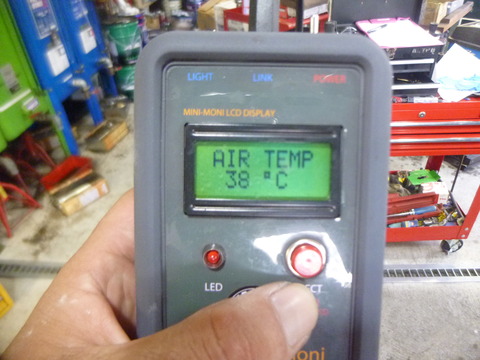 LIGHT LINK POWER
MINI-MONI LCD DISPLAY
AIR TEMP
38 °C
LED